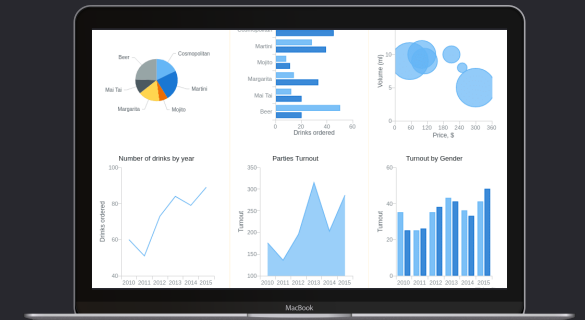 Cosmopolitan
Beer
Mai Tai
Martini
Margarita
Mojito
Cosmopolitan
Martini
Mojito
Margarita
Mai Tai
Beer
0 20 40 60
Drinks ordered
Volume (ml)
10
5
0
0 60 120 180 240 300 360
Price, $
Number of drinks by year
Drinks ordered
100
80
60
40
2010 2011 2012 2013 2014 2015
Parties Turnout
Turnout
350
300
250
200
150
100
2010 2011 2012 2013 2014 2015
Turnout by Gender
Turnout
60
40
20
0
2010 2011 2012 2013 2014 2015
MacBook